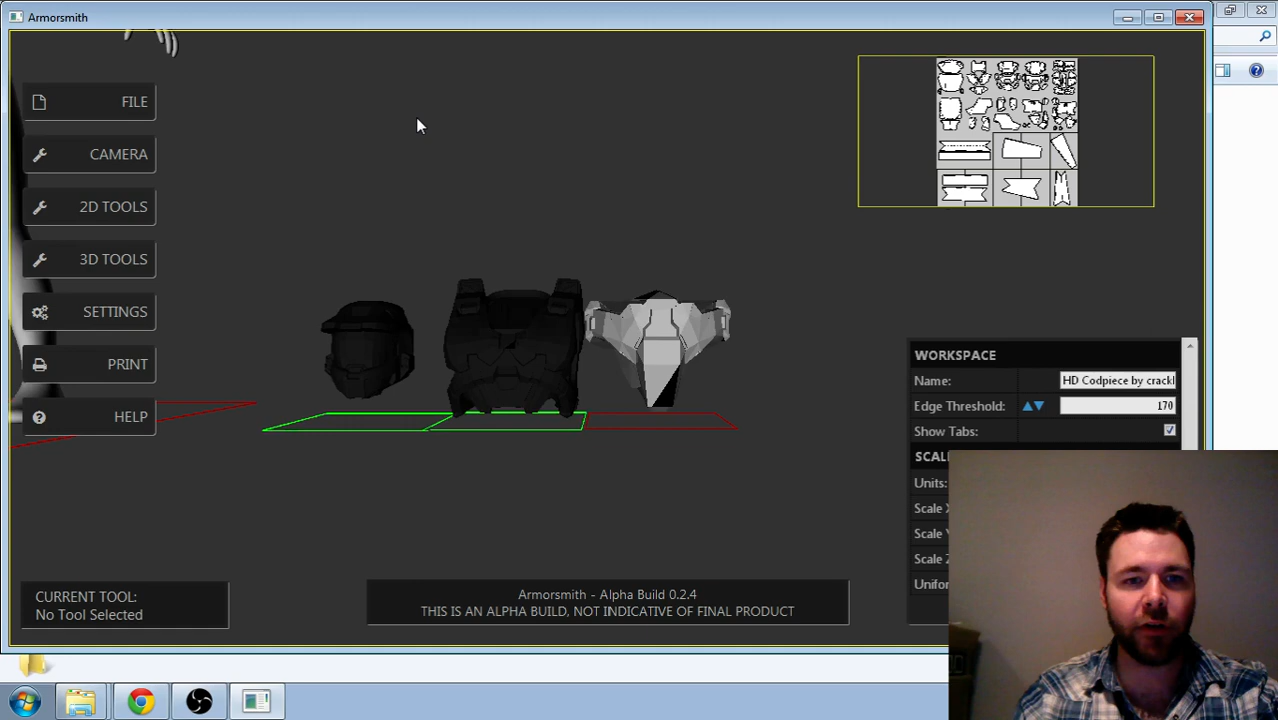 Armorsmith
FILE
CAMERA
2D TOOLS
3D TOOLS
SETTINGS
PRINT
HELP
WORKSPACE
Name: HD Codpiece by crackl
Edge Threshold: 170
Show Tabs:
SCAL
Units:
Scale X
Scale Y
Scale Z
Unifor
CURRENT TOOL:
No Tool Selected
Armorsmith - Alpha Build 0.2.4
THIS IS AN ALPHA BUILD, NOT INDICATIVE OF FINAL PRODUCT